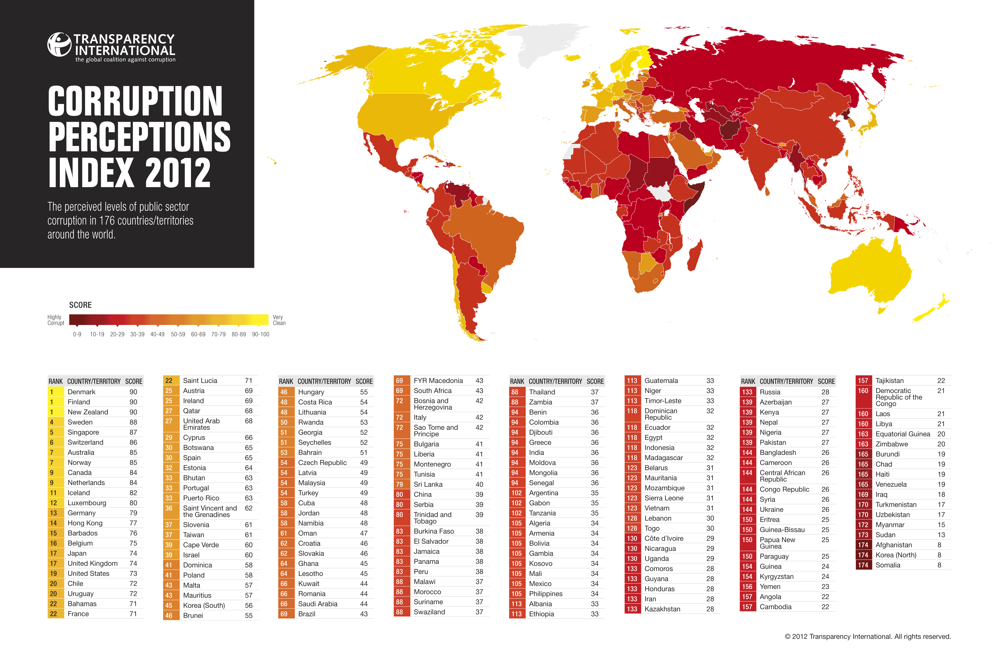 TRANSPARENCY
INTERNATIONAL
the global coalition against corruption
CORRUPTION
PERCEPTIONS
INDEX 2012
The perceived levels of public sector
corruption in 176 countries/territories
around the world.
SCORE
Highly
Corrupt
Very
Clean
0-9 10-19 20-29 30-39 40-49 50-59 60-69 70-79 80-89 90-100
RANK COUNTRY/TERRITORY SCORE
1 Denmark 90
1 Finland 90
1 New Zealand 90
4 Sweden 88
5 Singapore 87
6 Switzerland 86
7 Australia 85
7 Norway 85
9 Canada 84
9 Netherlands 84
11 Iceland 82
12 Luxembourg 80
13 Germany 79
14 Hong Kong 77
15 Barbados 76
16 Belgium 75
17 Japan 74
17 United Kingdom 74
19 United States 73
20 Chile 72
20 Uruguay 72
22 Bahamas 71
22 France 71
22 Saint Lucia 71
25 Austria 69
25 Ireland 69
27 Qatar 68
27 United Arab 68
Emirates
29 Cyprus 66
30 Botswana 65
30 Spain 65
32 Estonia 64
33 Bhutan 63
33 Portugal 63
33 Puerto Rico 63
36 Saint Vincent and 62
the Grenadines
37 Slovenia 61
37 Taiwan 61
39 Cape Verde 60
39 Israel 60
41 Dominica 58
41 Poland 58
43 Malta 57
43 Mauritius 57
45 Korea (South) 56
46 Brunei 55
RANK COUNTRY/TERRITORY SCORE
46 Hungary 55
48 Costa Rica 54
48 Lithuania 54
50 Rwanda 53
51 Georgia 52
51 Seychelles 52
53 Bahrain 51
54 Czech Republic 49
54 Latvia 49
54 Malaysia 49
54 Turkey 49
58 Cuba 48
58 Jordan 48
58 Namibia 48
61 Oman 47
62 Croatia 46
62 Slovakia 46
64 Ghana 45
64 Lesotho 45
66 Kuwait 44
66 Romania 44
66 Saudi Arabia 44
69 Brazil 43
69 FYR Macedonia 43
69 South Africa 43
72 Bosnia and 42
Herzegovina
72 Italy 42
72 Sao Tome and 42
Principe
75 Bulgaria 41
75 Liberia 41
75 Montenegro 41
75 Tunisia 41
79 Sri Lanka 40
80 China 39
80 Serbia 39
80 Trinidad and 39
Tobago
83 Burkina Faso 38
83 El Salvador 38
83 Jamaica 38
83 Panama 38
83 Peru 38
88 Malawi 37
88 Morocco 37
88 Suriname 37
88 Swaziland 37
RANK COUNTRY/TERRITORY SCORE
88 Thailand 37
88 Zambia 37
94 Benin 36
94 Colombia 36
94 Djibouti 36
94 Greece 36
94 India 36
94 Moldova 36
94 Mongolia 36
94 Senegal 36
102 Argentina 35
102 Gabon 35
102 Tanzania 35
105 Algeria 34
105 Armenia 34
105 Bolivia 34
105 Gambia 34
105 Kosovo 34
105 Mali 34
105 Mexico 34
105 Philippines 34
113 Albania 33
113 Ethiopia 33
113 Guatemala 33
113 Niger 33
113 Timor-Leste 33
118 Dominican 32
Republic
118 Ecuador 32
118 Egypt 32
118 Indonesia 32
118 Madagascar 32
123 Belarus 31
123 Mauritania 31
123 Mozambique 31
123 Sierra Leone 31
123 Vietnam 31
128 Lebanon 30
128 Togo 30
130 Côte d´Ivoire 29
130 Nicaragua 29
130 Uganda 29
133 Comoros 28
133 Guyana 28
133 Honduras 28
133 Iran 28
133 Kazakhstan 28
RANK COUNTRY/TERRITORY SCORE
133 Russia 28
139 Azerbaijan 27
139 Kenya 27
139 Nepal 27
139 Nigeria 27
139 Pakistan 27
144 Bangladesh 26
144 Cameroon 26
144 Central African 26
Republic
144 Congo Republic 26
144 Syria 26
144 Ukraine 26
150 Eritrea 25
150 Guinea-Bissau 25
150 Papua New 25
Guinea
150 Paraguay 25
154 Guinea 24
154 Kyrgyzstan 24
156 Yemen 23
157 Angola 22
157 Cambodia 22
157 Tajikistan 22
160 Democratic 21
Republic of the
Congo
160 Laos 21
160 Libya 21
163 Equatorial Guinea 20
163 Zimbabwe 20
165 Burundi 19
165 Chad 19
165 Haiti 19
165 Venezuela 19
169 Iraq 18
170 Turkmenistan 17
170 Uzbekistan 17
172 Myanmar 15
173 Sudan 13
174 Afghanistan 8
174 Korea (North) 8
174 Somalia 8
© 2012 Transparency International. All rights reserved.